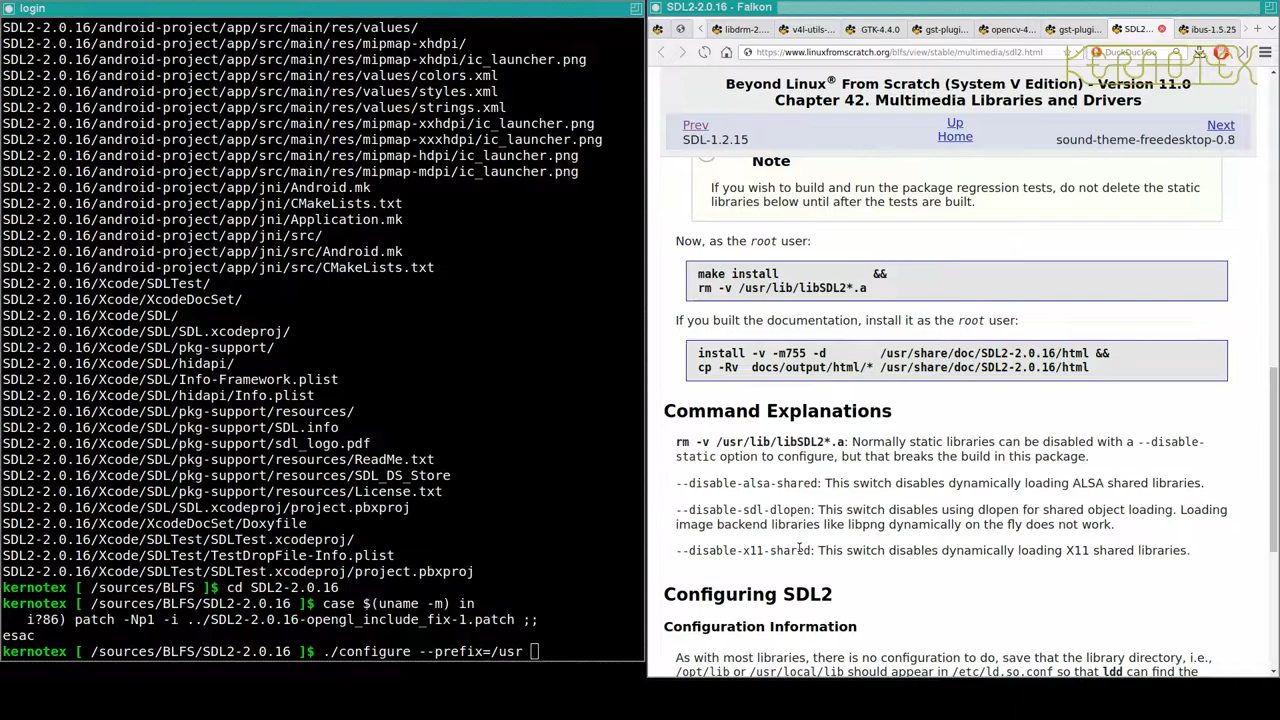 login
SDL2-2.0.16/android-project/app/src/main/res/values/
SDL2-2.0.16/android-project/app/src/main/res/mipmap-xhdpi/
SDL2-2.0.16/android-project/app/src/main/res/mipmap-xhdpi/ic_launcher.png
SDL2-2.0.16/android-project/app/src/main/res/values/colors.xml
SDL2-2.0.16/android-project/app/src/main/res/values/styles.xml
SDL2-2.0.16/android-project/app/src/main/res/values/strings.xml
SDL2-2.0.16/android-project/app/src/main/res/mipmap-xxhdpi/ic_launcher.png
SDL2-2.0.16/android-project/app/src/main/res/mipmap-xxxhdpi/ic_launcher.png
SDL2-2.0.16/android-project/app/src/main/res/mipmap-hdpi/ic_launcher.png
SDL2-2.0.16/android-project/app/src/main/res/mipmap-mdpi/ic_launcher.png
SDL2-2.0.16/android-project/app/jni/Android.mk
SDL2-2.0.16/android-project/app/jni/CMakeLists.txt
SDL2-2.0.16/android-project/app/jni/Application.mk
SDL2-2.0.16/android-project/app/jni/src/
SDL2-2.0.16/android-project/app/jni/src/Android.mk
SDL2-2.0.16/android-project/app/jni/src/CMakeLists.txt
SDL2-2.0.16/Xcode/SDLTest/
SDL2-2.0.16/Xcode/XcodeDocSet/
SDL2-2.0.16/Xcode/SDL/
SDL2-2.0.16/Xcode/SDL/SDL.xcodeproj/
SDL2-2.0.16/Xcode/SDL/pkg-support/
SDL2-2.0.16/Xcode/SDL/hidapi/
SDL2-2.0.16/Xcode/SDL/Info-Framework.plist
SDL2-2.0.16/Xcode/SDL/hidapi/Info.plist
SDL2-2.0.16/Xcode/SDL/pkg-support/resources/
SDL2-2.0.16/Xcode/SDL/pkg-support/SDL.info
SDL2-2.0.16/Xcode/SDL/pkg-support/sdl_logo.pdf
SDL2-2.0.16/Xcode/SDL/pkg-support/resources/ReadMe.txt
SDL2-2.0.16/Xcode/SDL/pkg-support/resources/SDL_DS_Store
SDL2-2.0.16/Xcode/SDL/pkg-support/resources/License.txt
SDL2-2.0.16/Xcode/SDL/SDL.xcodeproj/project.pbxproj
SDL2-2.0.16/Xcode/XcodeDocSet/Doxyfile
SDL2-2.0.16/Xcode/SDLTest/SDLTest.xcodeproj/
SDL2-2.0.16/Xcode/SDLTest/TestDropFile-Info.plist
SDL2-2.0.16/Xcode/SDLTest/SDLTest.xcodeproj/project.pbxproj
kernotex [ /sources/BLFS ]$ cd SDL2-2.0.16
kernotex [ /sources/BLFS/SDL2-2.0.16 ]$ case $(uname -m) in
i?86) patch -Np1 -i ../SDL2-2.0.16-opengl_include_fix-1.patch ;;
esac
kernotex [ /sources/BLFS/SDL2-2.0.16 ]$ ./configure --prefix=/usr
SDL2-2.0.16 - Falkon
libdrm-2.... v4l-utils-... GTK-4.4.0 gst-plugi... opencv-4... gst-plugi... SDL2... ibus-1.5.25
https://www.linuxfromscratch.org/blfs/view/stable/multimedia/sdl2.html DuckDuckGo
KERNOTEX
Beyond Linux® From Scratch (System V Edition) - Version 11.0
Chapter 42. Multimedia Libraries and Drivers
Prev Up Next
SDL-1.2.15 Home sound-theme-freedesktop-0.8
Note
If you wish to build and run the package regression tests, do not delete the static
libraries below until after the tests are built.
Now, as the root user:
make install &&
rm -v /usr/lib/libSDL2*.a
If you built the documentation, install it as the root user:
install -v -m755 -d /usr/share/doc/SDL2-2.0.16/html &&
cp -Rv docs/output/html/* /usr/share/doc/SDL2-2.0.16/html
Command Explanations
rm -v /usr/lib/libSDL2*.a: Normally static libraries can be disabled with a --disable-
static option to configure, but that breaks the build in this package.
--disable-alsa-shared: This switch disables dynamically loading ALSA shared libraries.
--disable-sdl-dlopen: This switch disables using dlopen for shared object loading. Loading
image backend libraries like libpng dynamically on the fly does not work.
--disable-x11-shared: This switch disables dynamically loading X11 shared libraries.
Configuring SDL2
Configuration Information
As with most libraries, there is no configuration to do, save that the library directory, i.e.,
/opt/lib or /usr/local/lib should appear in /etc/ld.so.conf so that ldd can find the